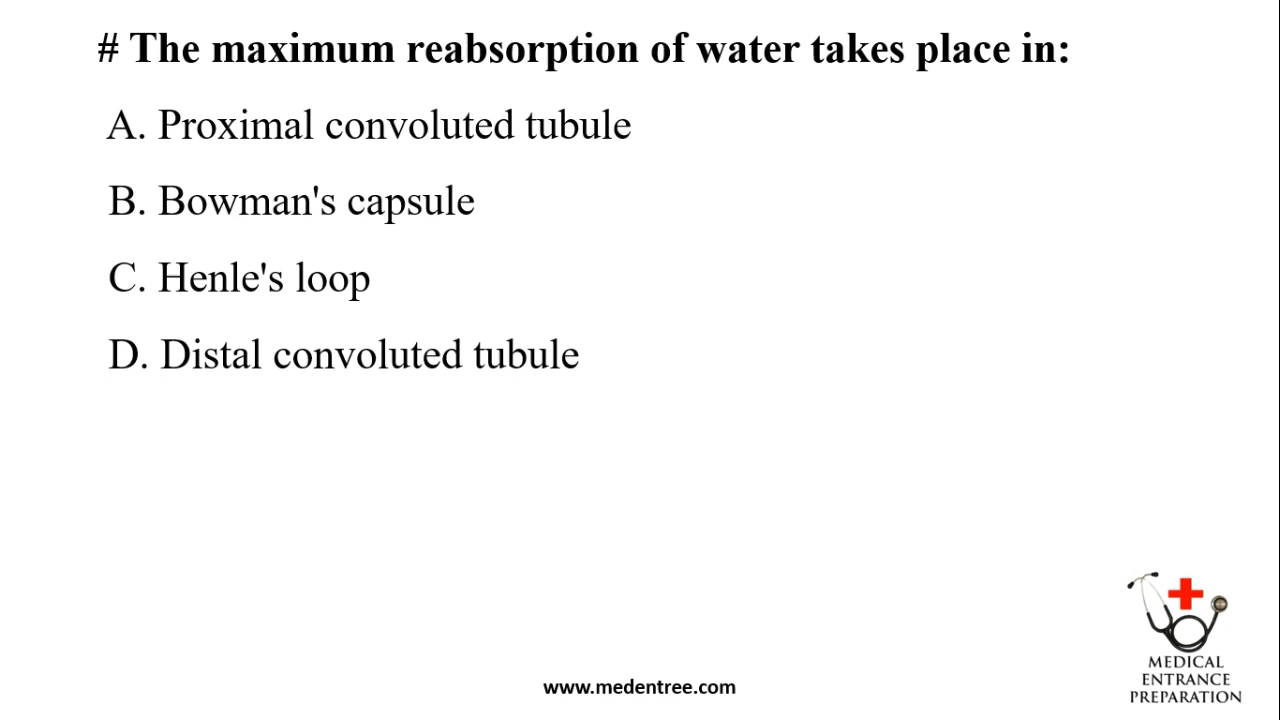 # The maximum reabsorption of water takes place in:
A. Proximal convoluted tubule
B. Bowman's capsule
C. Henle's loop
D. Distal convoluted tubule
MEDICAL
ENTRANCE
PREPARATION
www.medentree.com